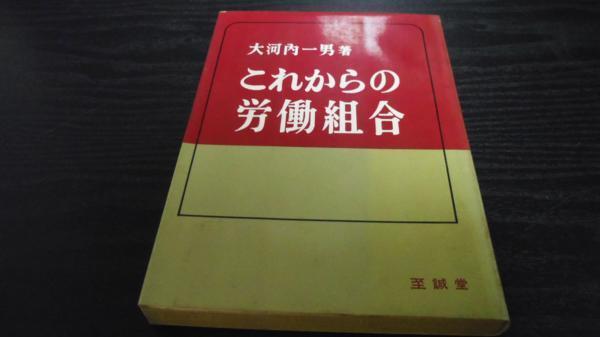 大河内一男著
これからの
労働組合
至誠堂